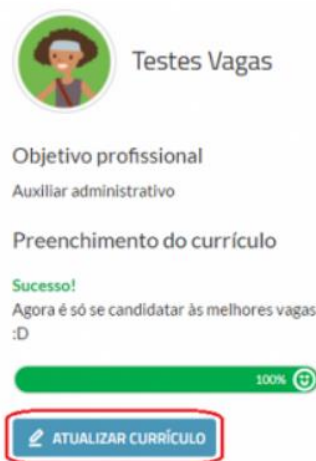 Testes Vagas
Objetivo profissional
Auxiliar administrativo
Preenchimento do currículo
Sucesso!
Agora é só se candidatar às melhores vagas
:D
100%
ATUALIZAR CURRÍCULO